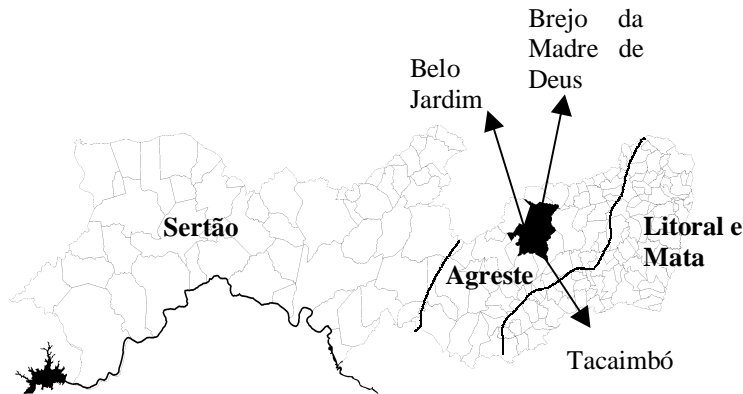 Brejo da
Madre de
Deus
Belo
Jardim
Sertão
Litoral e
Mata
Agreste
Tacaimbó